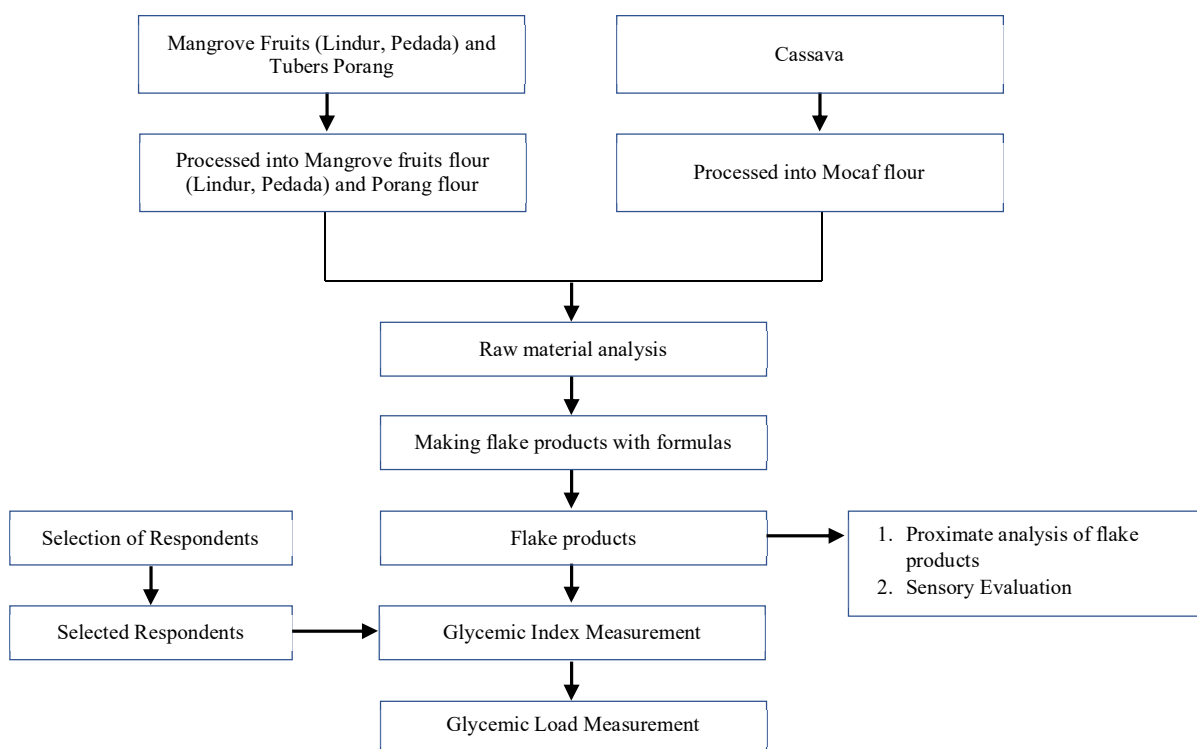 Mangrove Fruits (Lindur, Pedada) and
Tubers Porang
Cassava
Processed into Mangrove fruits flour
(Lindur, Pedada) and Porang flour
Processed into Mocaf flour
Raw material analysis
Making flake products with formulas
Selection of Respondents
Flake products
1. Proximate analysis of flake
products
2. Sensory Evaluation
Selected Respondents
Glycemic Index Measurement
Glycemic Load Measurement